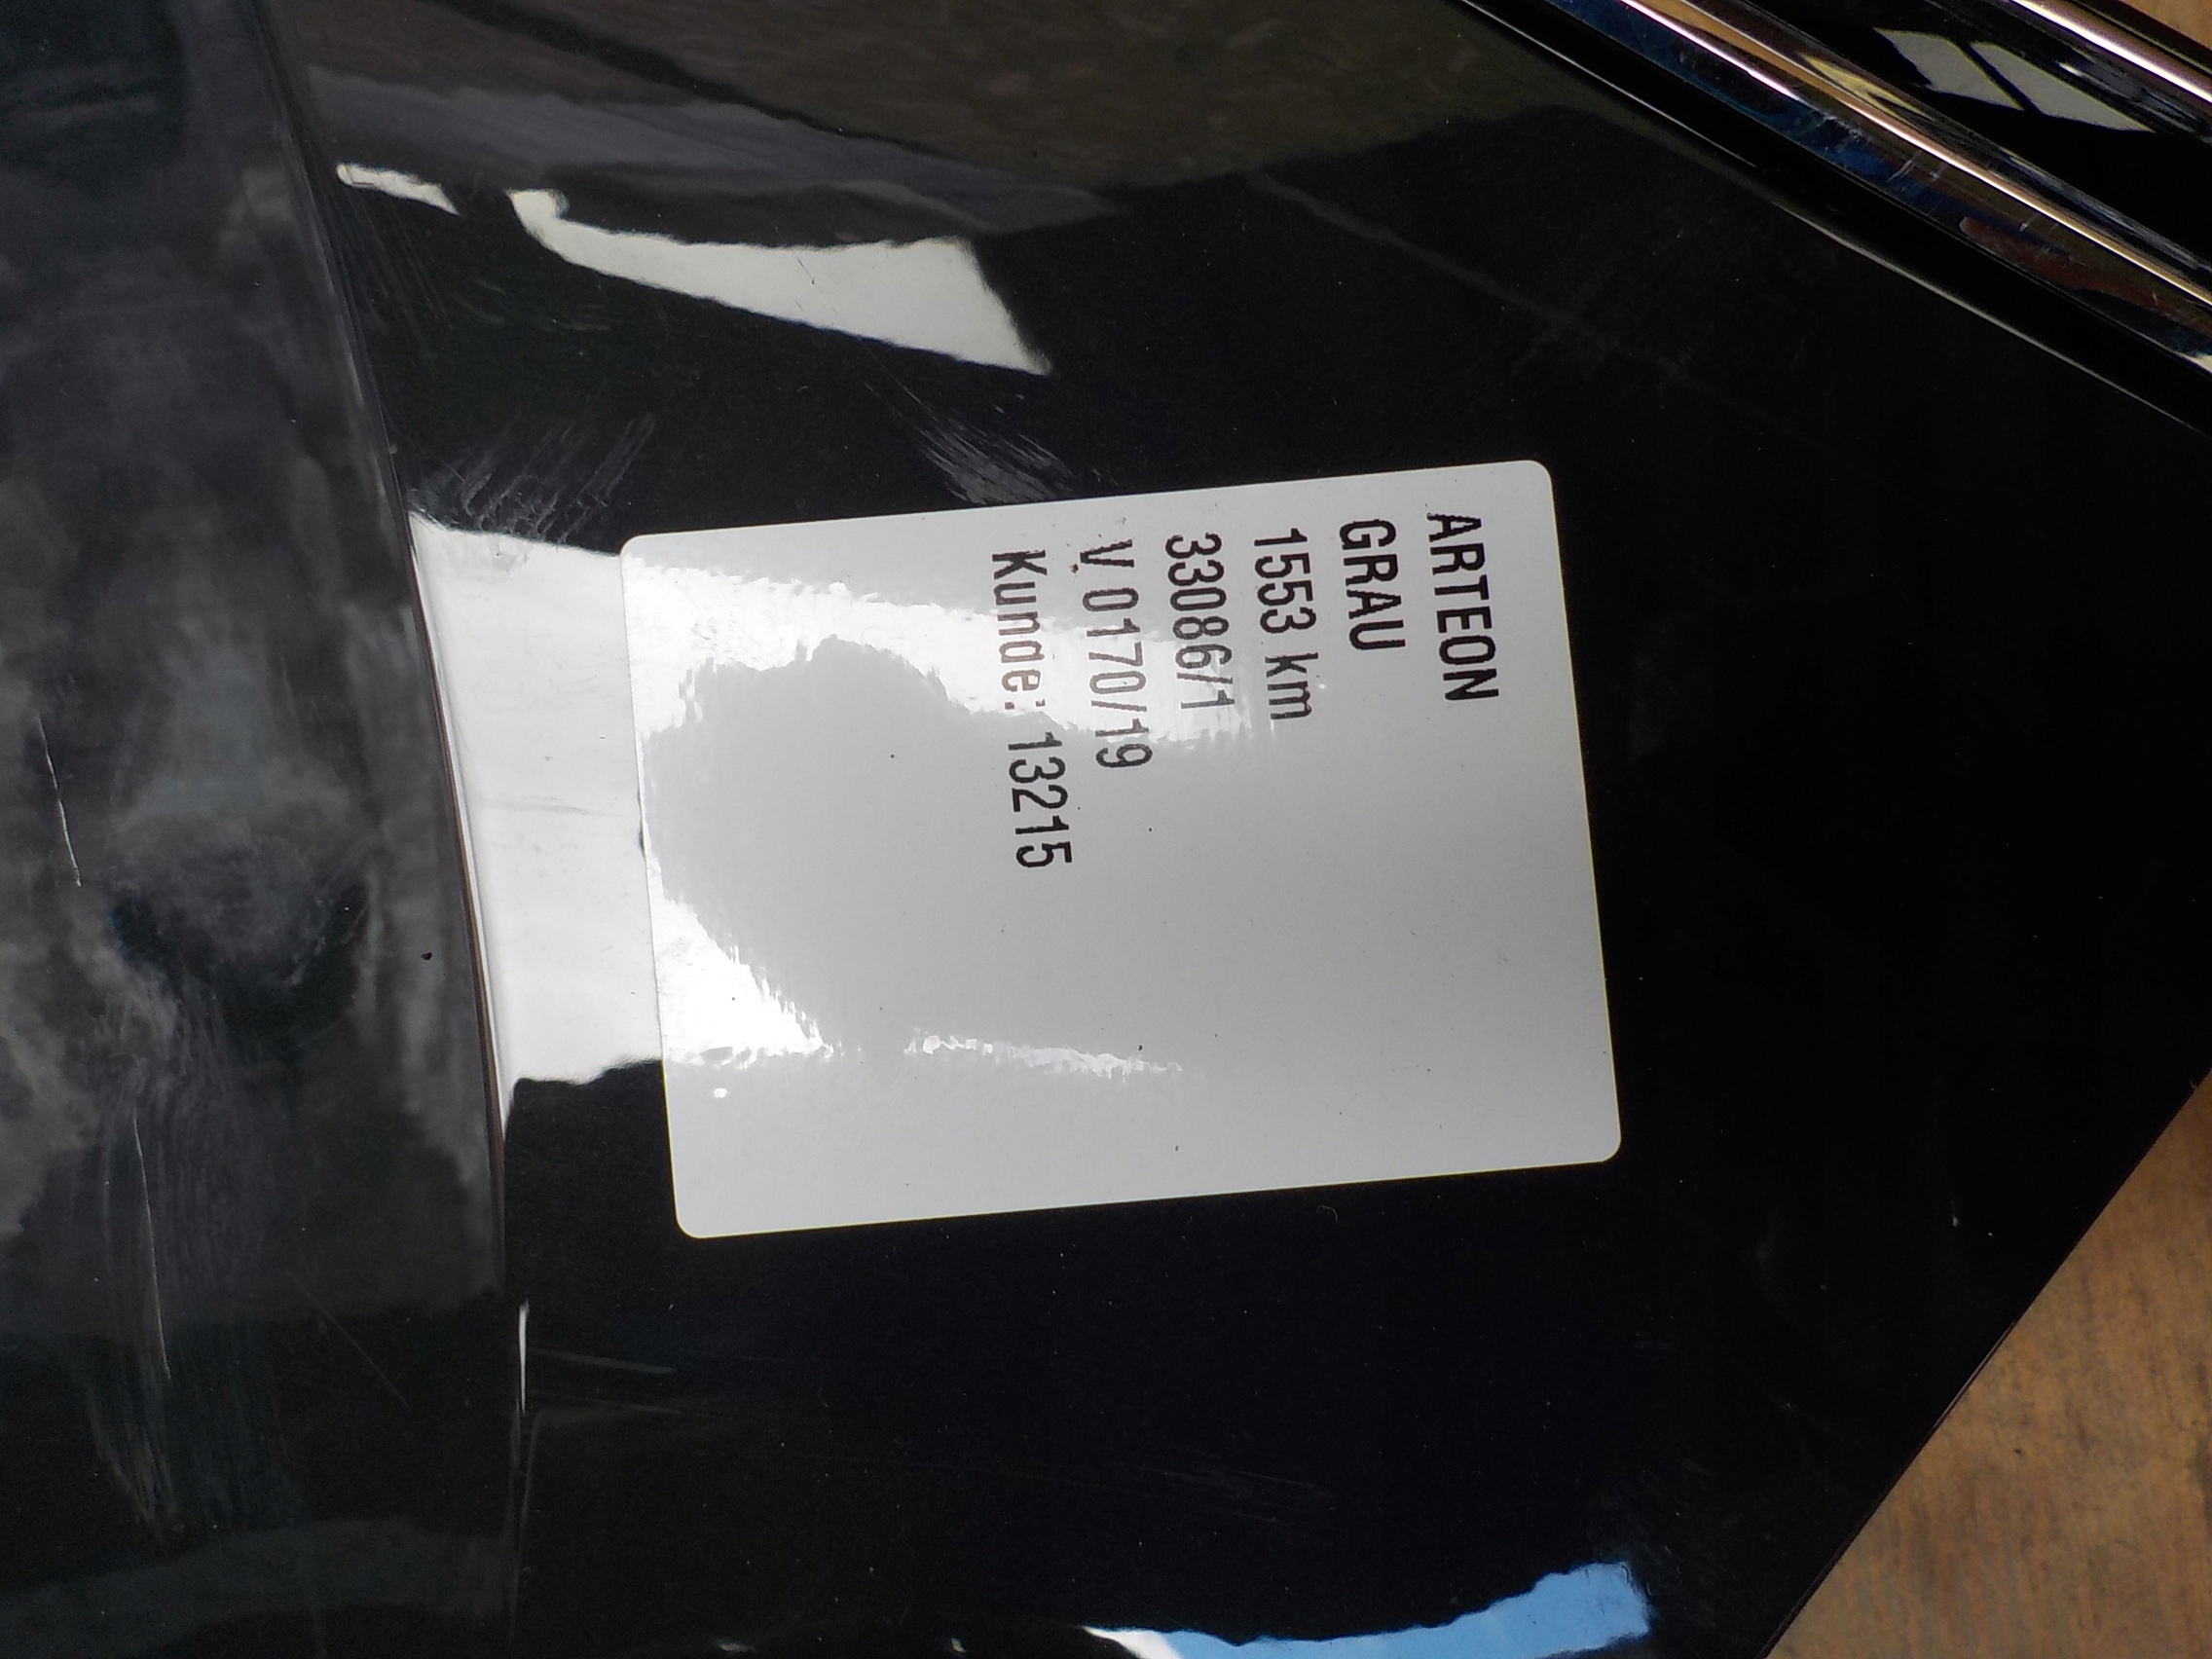 ARTEON
GRAU
1553 km
33086/1
V 0170/19
Kunde: 13215